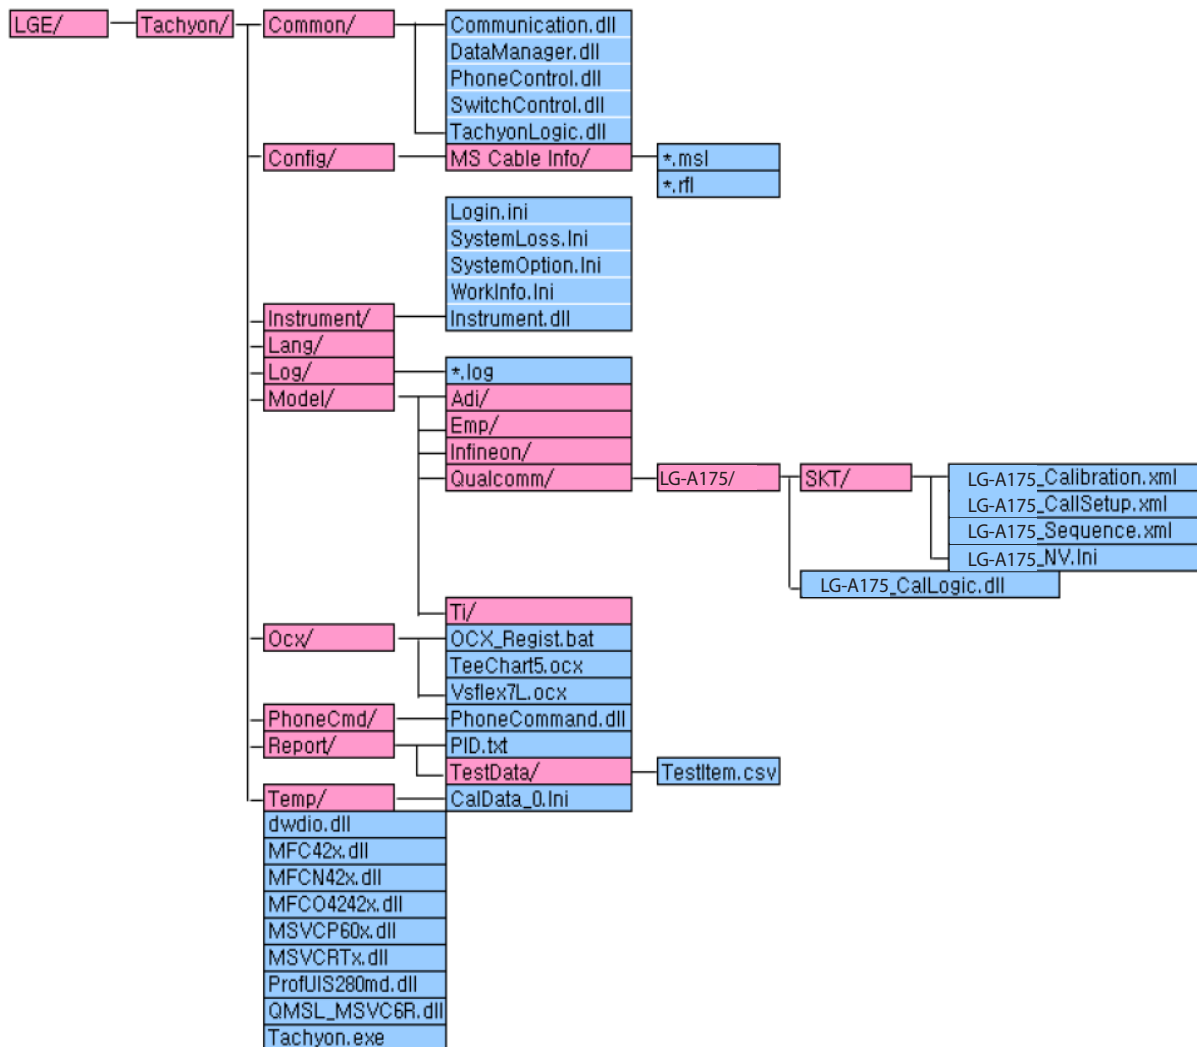 LGE/ Tachyon/ Common/ Communication.dll
DataManager.dll
PhoneControl.dll
SwitchControl.dll
TachyonLogic.dll
Config/ MS Cable Info/ *.msl
*.rfl
Login.ini
SystemLoss.Ini
SystemOption.Ini
WorkInfo.Ini
Instrument/ Instrument.dll
Lang/
Log/ *.log
Model/ Adi/
Emp/
Infineon/
Qualcomm/ LG-A175/ SKT/ LG-A175_Calibration.xml
LG-A175_CallSetup.xml
LG-A175_Sequence.xml
LG-A175_NV.Ini
LG-A175_CalLogic.dll
Ti/
Ocx/ OCX_Regist.bat
TeeChart5.ocx
Vsflex7L.ocx
PhoneCmd/ PhoneCommand.dll
Report/ PID.txt
TestData/ TestItem.csv
Temp/ CalData_0.Ini
dwdio.dll
MFC42x.dll
MFCN42x.dll
MFCO4242x.dll
MSVCP60x.dll
MSVCRTx.dll
ProfUIS280md.dll
QMSL_MSVC6R.dll
Tachyon.exe